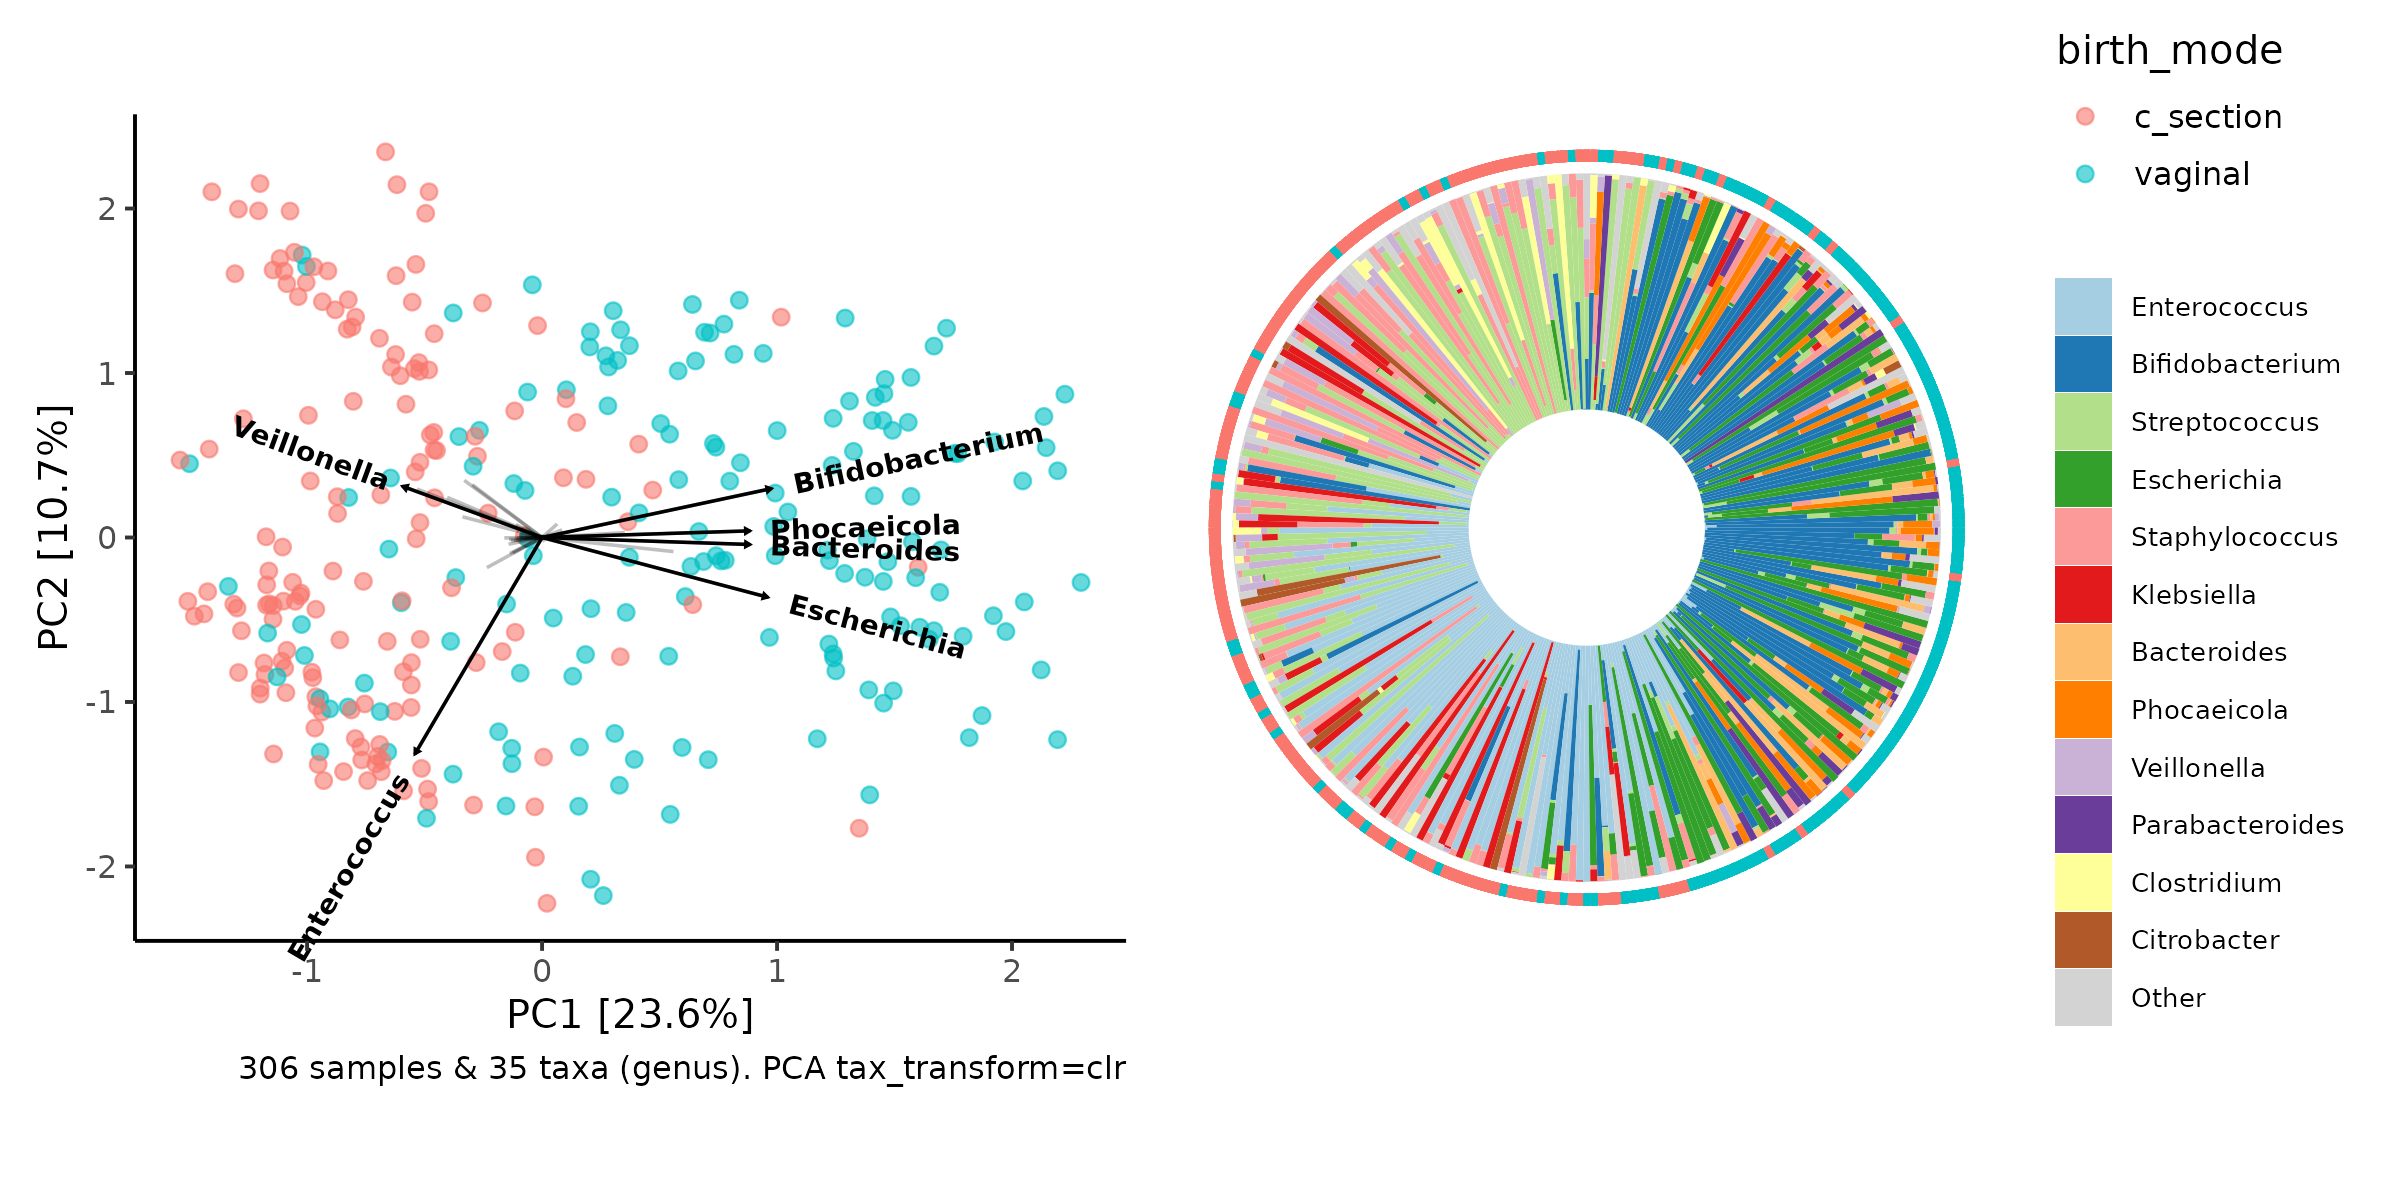 PC2 [10.7%]
2
1
0
-1
-2
Veillonella
Bifidobacterium
Phocaeicola
Bacteroides
Escherichia
Enterococcus
-1
0
1
2
PC1 [23.6%]
306 samples & 35 taxa (genus). PCA tax_transform=clr
birth_mode
c_section
vaginal
Enterococcus
Bifidobacterium
Streptococcus
Escherichia
Staphylococcus
Klebsiella
Bacteroides
Phocaeicola
Veillonella
Parabacteroides
Clostridium
Citrobacter
Other